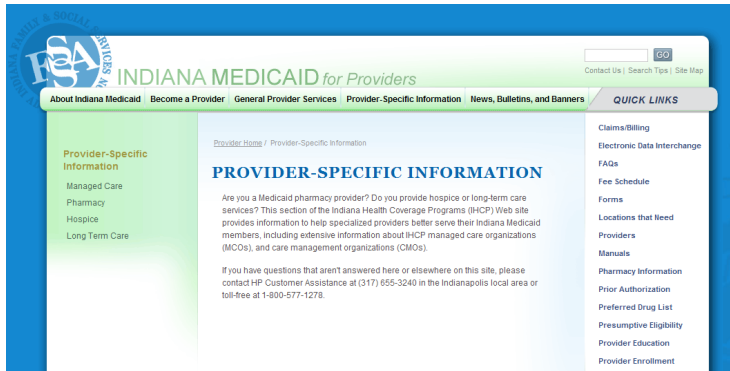 INDIANA FAMILY & SOCIAL SERVICES
FSSA
INDIANA MEDICAID for Providers
GO
Contact Us | Search Tips | Site Map
About Indiana Medicaid
Become a Provider
General Provider Services
Provider-Specific Information
News, Bulletins, and Banners
QUICK LINKS
Provider-Specific
Information
Managed Care
Pharmacy
Hospice
Long Term Care
Provider Home / Provider-Specific Information
PROVIDER-SPECIFIC INFORMATION
Are you a Medicaid pharmacy provider? Do you provide hospice or long-term care
services? This section of the Indiana Health Coverage Programs (IHCP) Web site
provides information to help specialized providers better serve their Indiana Medicaid
members, including extensive information about IHCP managed care organizations
(MCOs), and care management organizations (CMOs).
If you have questions that aren't answered here or elsewhere on this site, please
contact HP Customer Assistance at (317) 655-3240 in the Indianapolis local area or
toll-free at 1-800-577-1278.
Claims/Billing
Electronic Data Interchange
FAQs
Fee Schedule
Forms
Locations that Need
Providers
Manuals
Pharmacy Information
Prior Authorization
Preferred Drug List
Presumptive Eligibility
Provider Education
Provider Enrollment